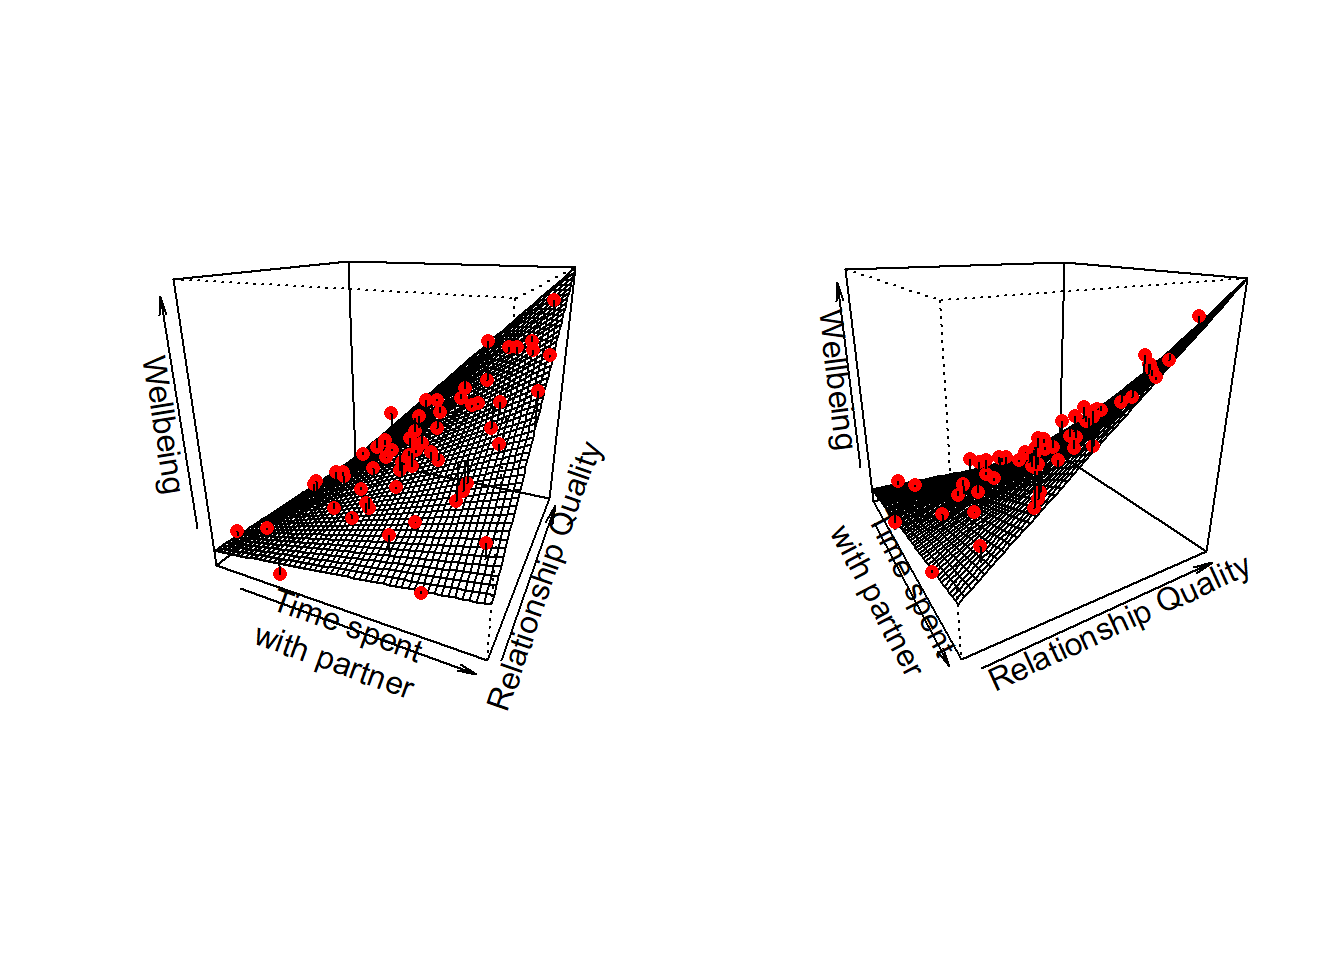 Wellbeing
Time spent
with partner
Relationship Quality
Wellbeing
Time spent
with partner
Relationship Quality